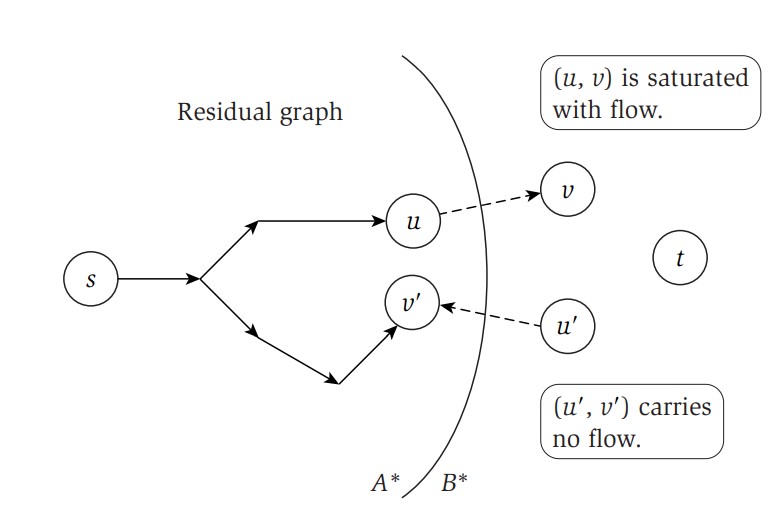 (u, v) is saturated
with flow.
Residual graph
v
u
t
s
v′
u′
(u′, v′) carries
no flow.
A* B*